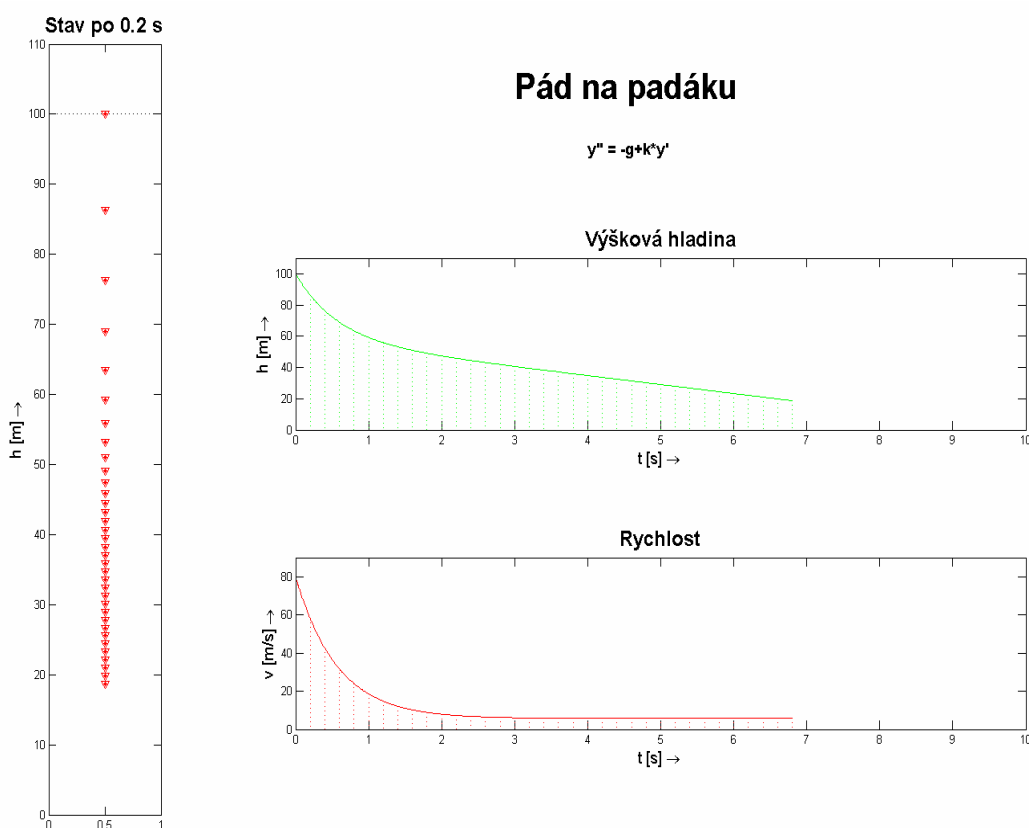 Stav po 0.2 s
110
100
90
80
70
60
50
40
30
20
10
0
h [m] →
0 0.5 1
Pád na padáku
y'' = -g+k*y'
Výšková hladina
100
80
60
40
20
0
h [m] →
0 1 2 3 4 5 6 7 8 9 10
t [s] →
Rychlost
80
60
40
20
0
v [m/s] →
0 1 2 3 4 5 6 7 8 9 10
t [s] →